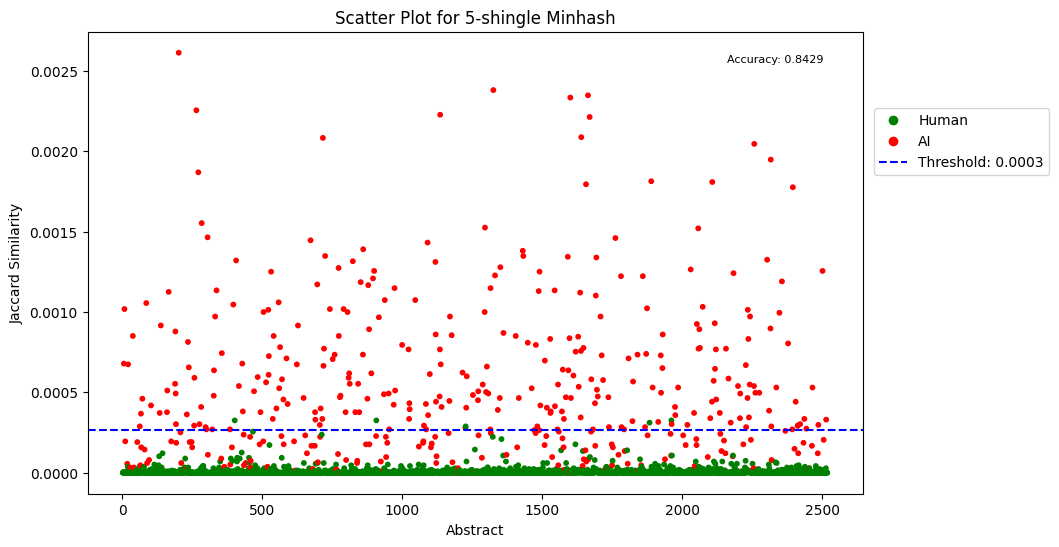 Scatter Plot for 5-shingle Minhash
Accuracy: 0.8429
Human
AI
Threshold: 0.0003
Jaccard Similarity
0.0025
0.0020
0.0015
0.0010
0.0005
0.0000
0
500
1000
1500
2000
2500
Abstract